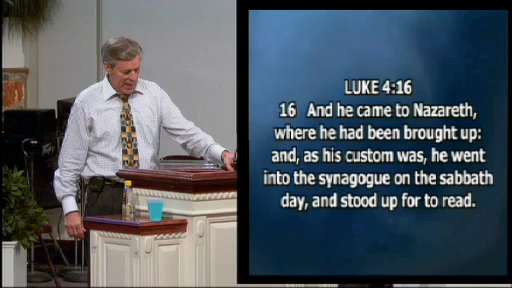 LUKE 4:16
16 And he came to Nazareth,
where he had been brought up:
and, as his custom was, he went
into the synagogue on the sabbath
day, and stood up for to read.